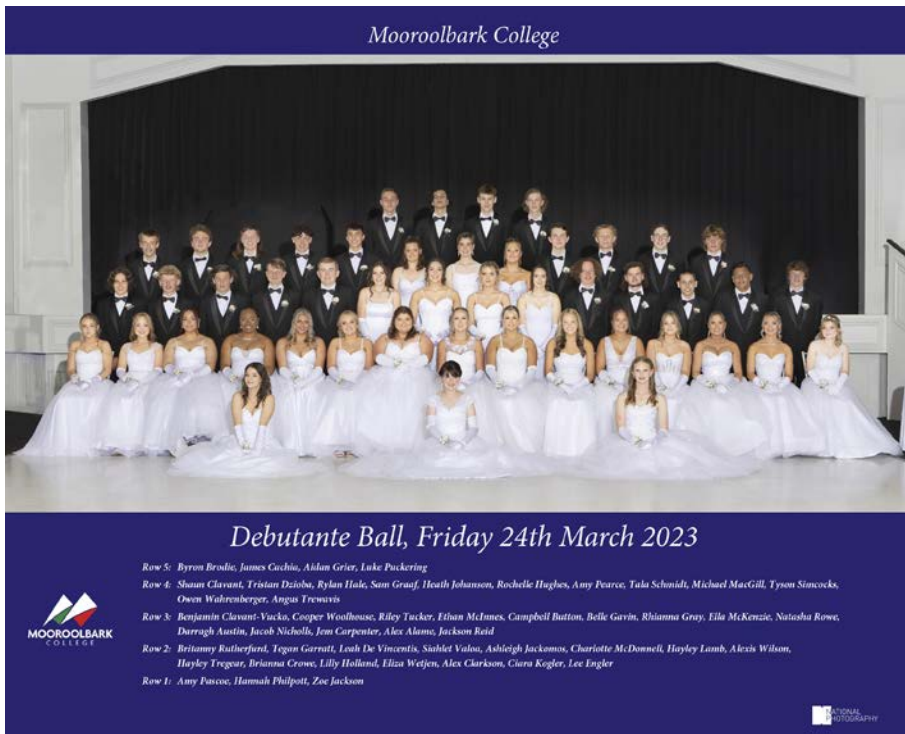 Mooroolbark College
Debutante Ball, Friday 24th March 2023
Row 5: Byron Brodie, James Cachia, Aidan Grier, Luke Puckering
Row 4: Shaun Clavant, Tristan Dzioba, Rylan Hale, Sam Graaf, Heath Johanson, Rochelle Hughes, Amy Pearce, Tala Schmidt, Michael MacGill, Tyson Simcocks,
Owen Wahrenberger, Angus Trewavis
Row 3: Benjamin Clavant-Vucko, Cooper Woolhouse, Riley Tucker, Ethan McInnes, Campbell Button, Belle Gavin, Rhianna Gray, Ella McKenzie, Natasha Rowe,
Darragh Austin, Jacob Nicholls, Jem Carpenter, Alex Alamo, Jackson Reid
Row 2: Britanny Rutherfurd, Tegan Garratt, Leah De Vincentis, Siahlet Valoa, Ashleigh Jackomos, Charlotte McDonnell, Hayley Lamb, Alexis Wilson,
Hayley Tregear, Brianna Crowe, Lilly Holland, Eliza Wetjen, Alex Clarkson, Ciara Kogler, Lee Engler
Row 1: Amy Pascoe, Hannah Philpott, Zoe Jackson
MOOROOLBARK
COLLEGE
NATIONAL
PHOTOGRAPHY